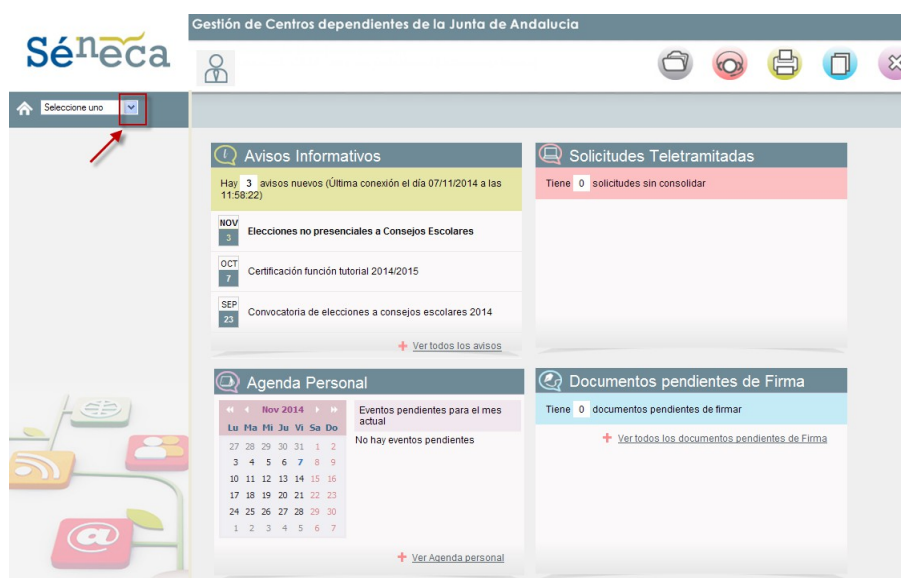 Gestión de Centros dependientes de la Junta de Andalucia
Séneca
Seleccione uno
Avisos Informativos
Hay 3 avisos nuevos (Última conexión el día 07/11/2014 a las
11:58:22)
NOV
3
Elecciones no presenciales a Consejos Escolares
OCT
7
Certificación función tutorial 2014/2015
SEP
23
Convocatoria de elecciones a consejos escolares 2014
Ver todos los avisos
Solicitudes Teletramitadas
Tiene 0 solicitudes sin consolidar
Agenda Personal
Nov 2014
Lu Ma Mi Ju Vi Sa Do
27 28 29 30 31 1 2
3 4 5 6 7 8 9
10 11 12 13 14 15 16
17 18 19 20 21 22 23
24 25 26 27 28 29 30
1 2 3 4 5 6 7
Eventos pendientes para el mes
actual
No hay eventos pendientes
Ver Agenda personal
Documentos pendientes de Firma
Tiene 0 documentos pendientes de firmar
Ver todos los documentos pendientes de Firma